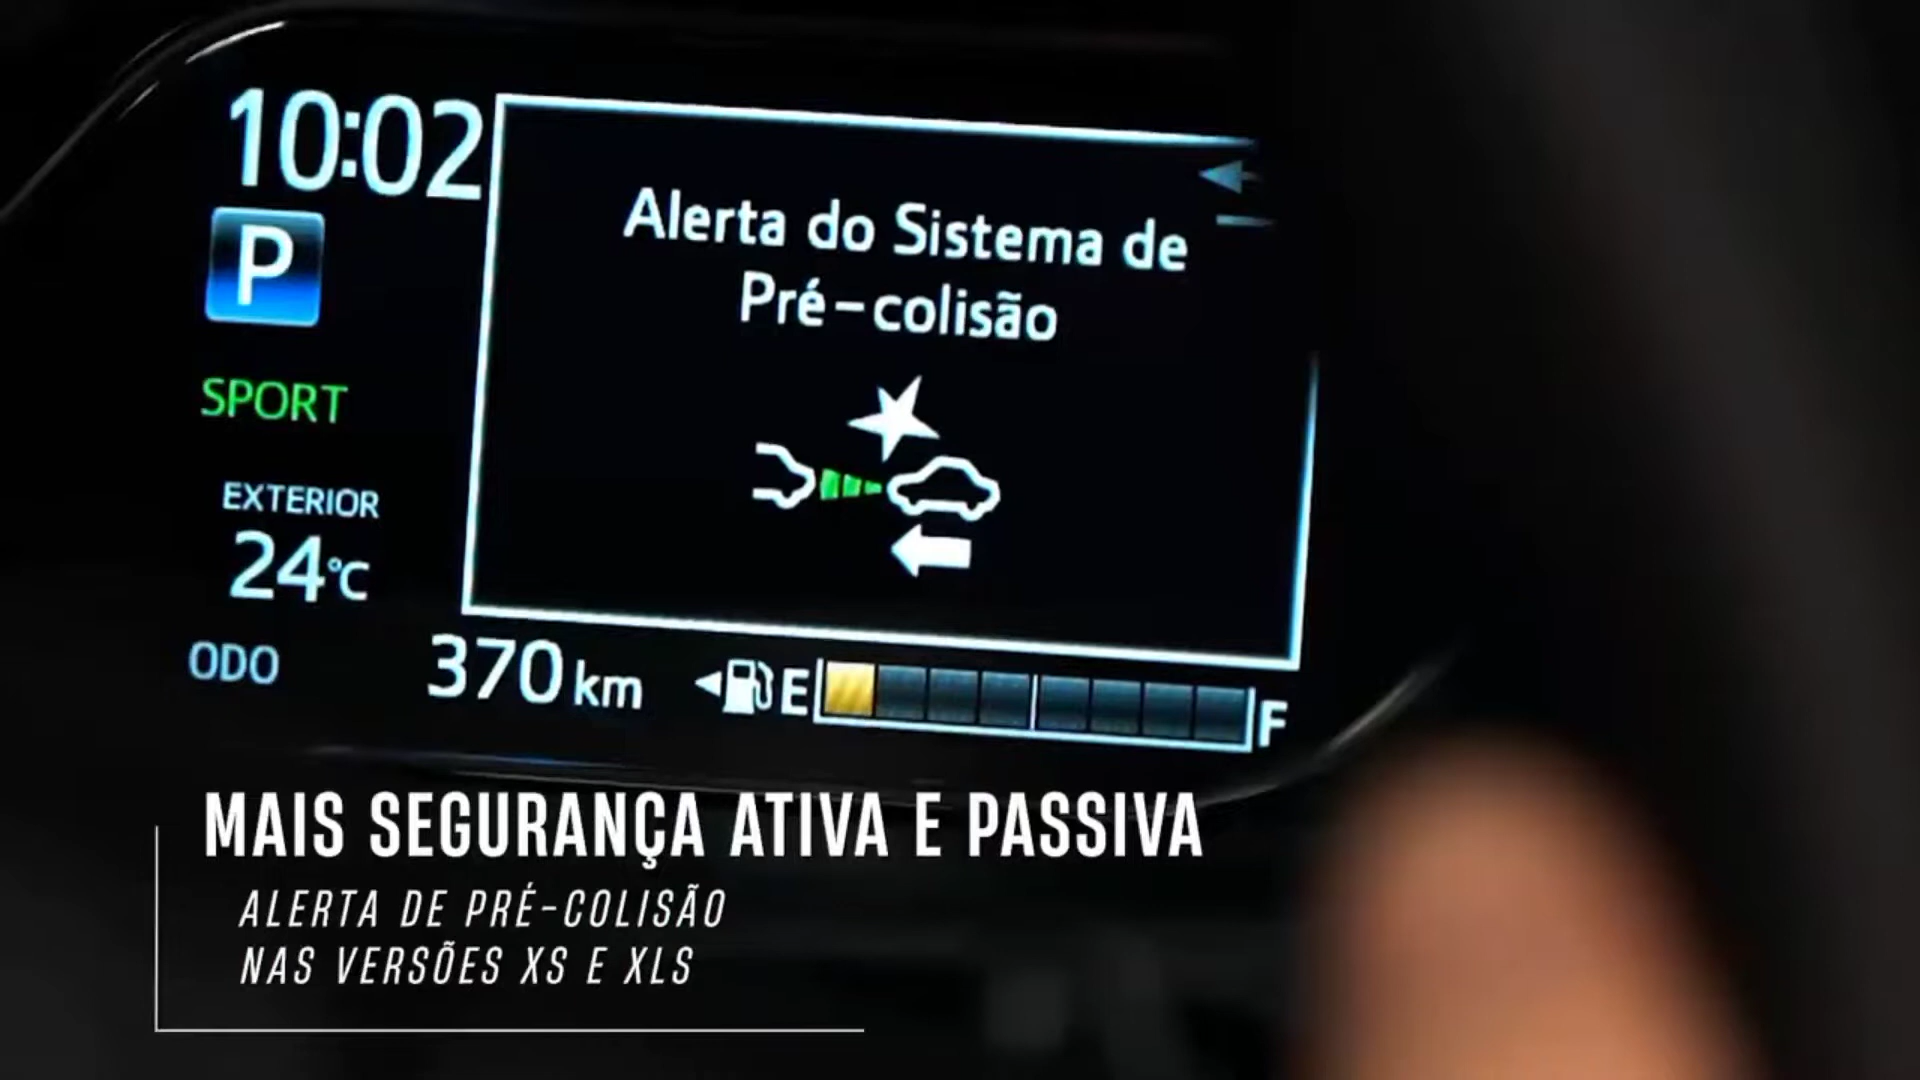 10:02
P
SPORT
EXTERIOR
24°C
ODO
370 km
Alerta do Sistema de
Pré-colisão
E
F
MAIS SEGURANÇA ATIVA E PASSIVA
ALERTA DE PRÉ-COLISÃO
NAS VERSÕES XS E XLS